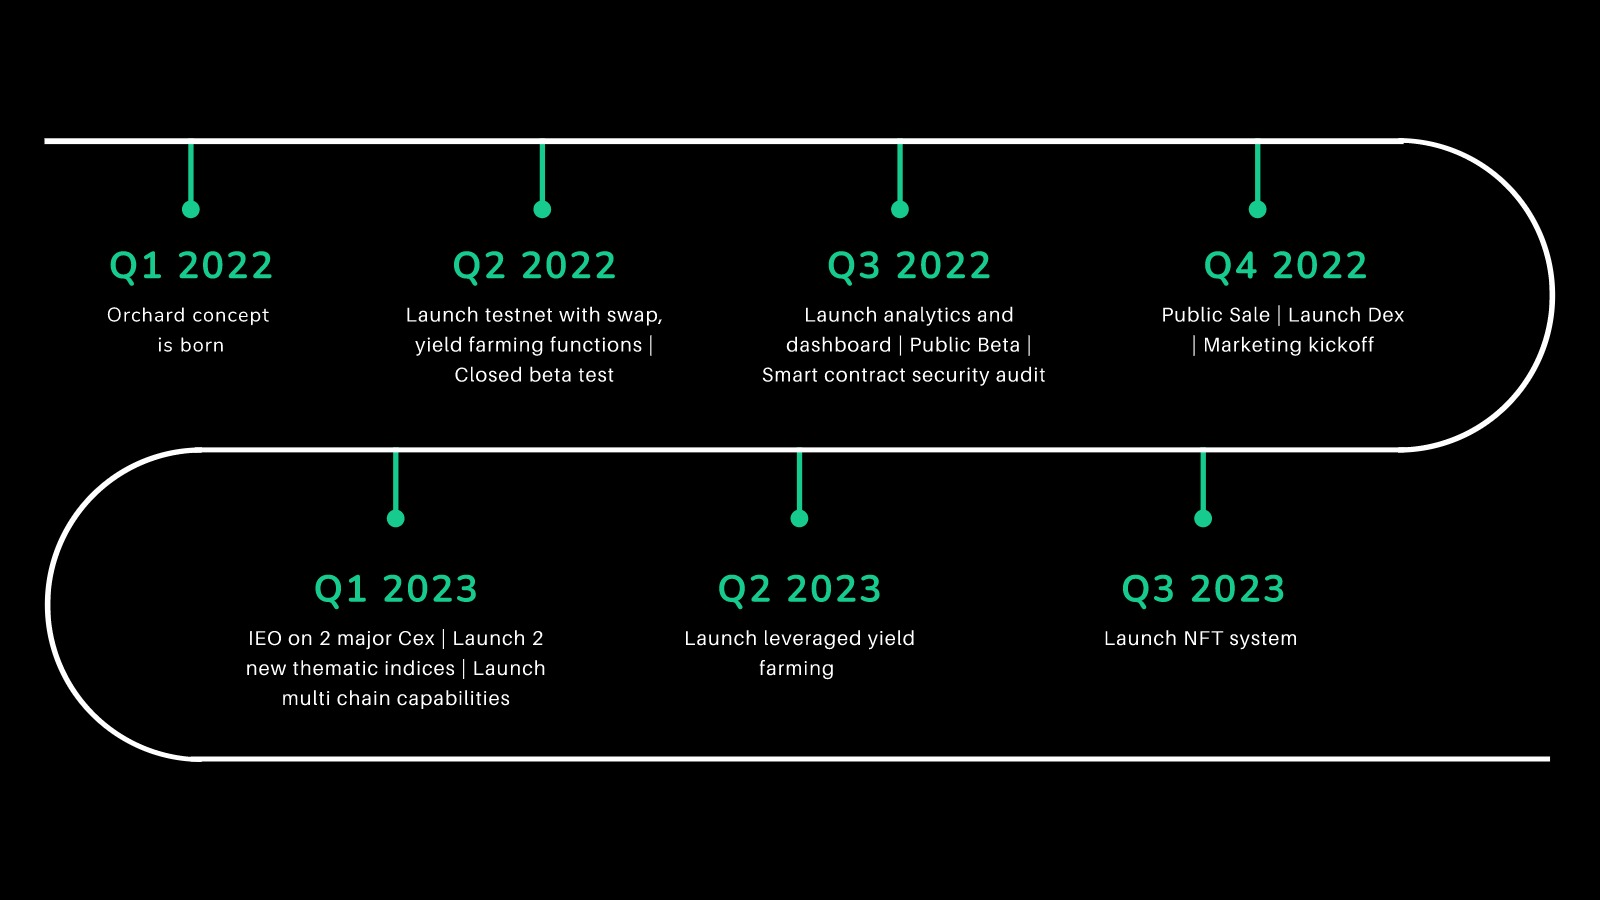 Q1 2022
Orchard concept
is born
Q2 2022
Launch testnet with swap,
yield farming functions |
Closed beta test
Q3 2022
Launch analytics and
dashboard | Public Beta |
Smart contract security audit
Q4 2022
Public Sale | Launch Dex
| Marketing kickoff
Q1 2023
IEO on 2 major Cex | Launch 2
new thematic indices | Launch
multi chain capabilities
Q2 2023
Launch leveraged yield
farming
Q3 2023
Launch NFT system